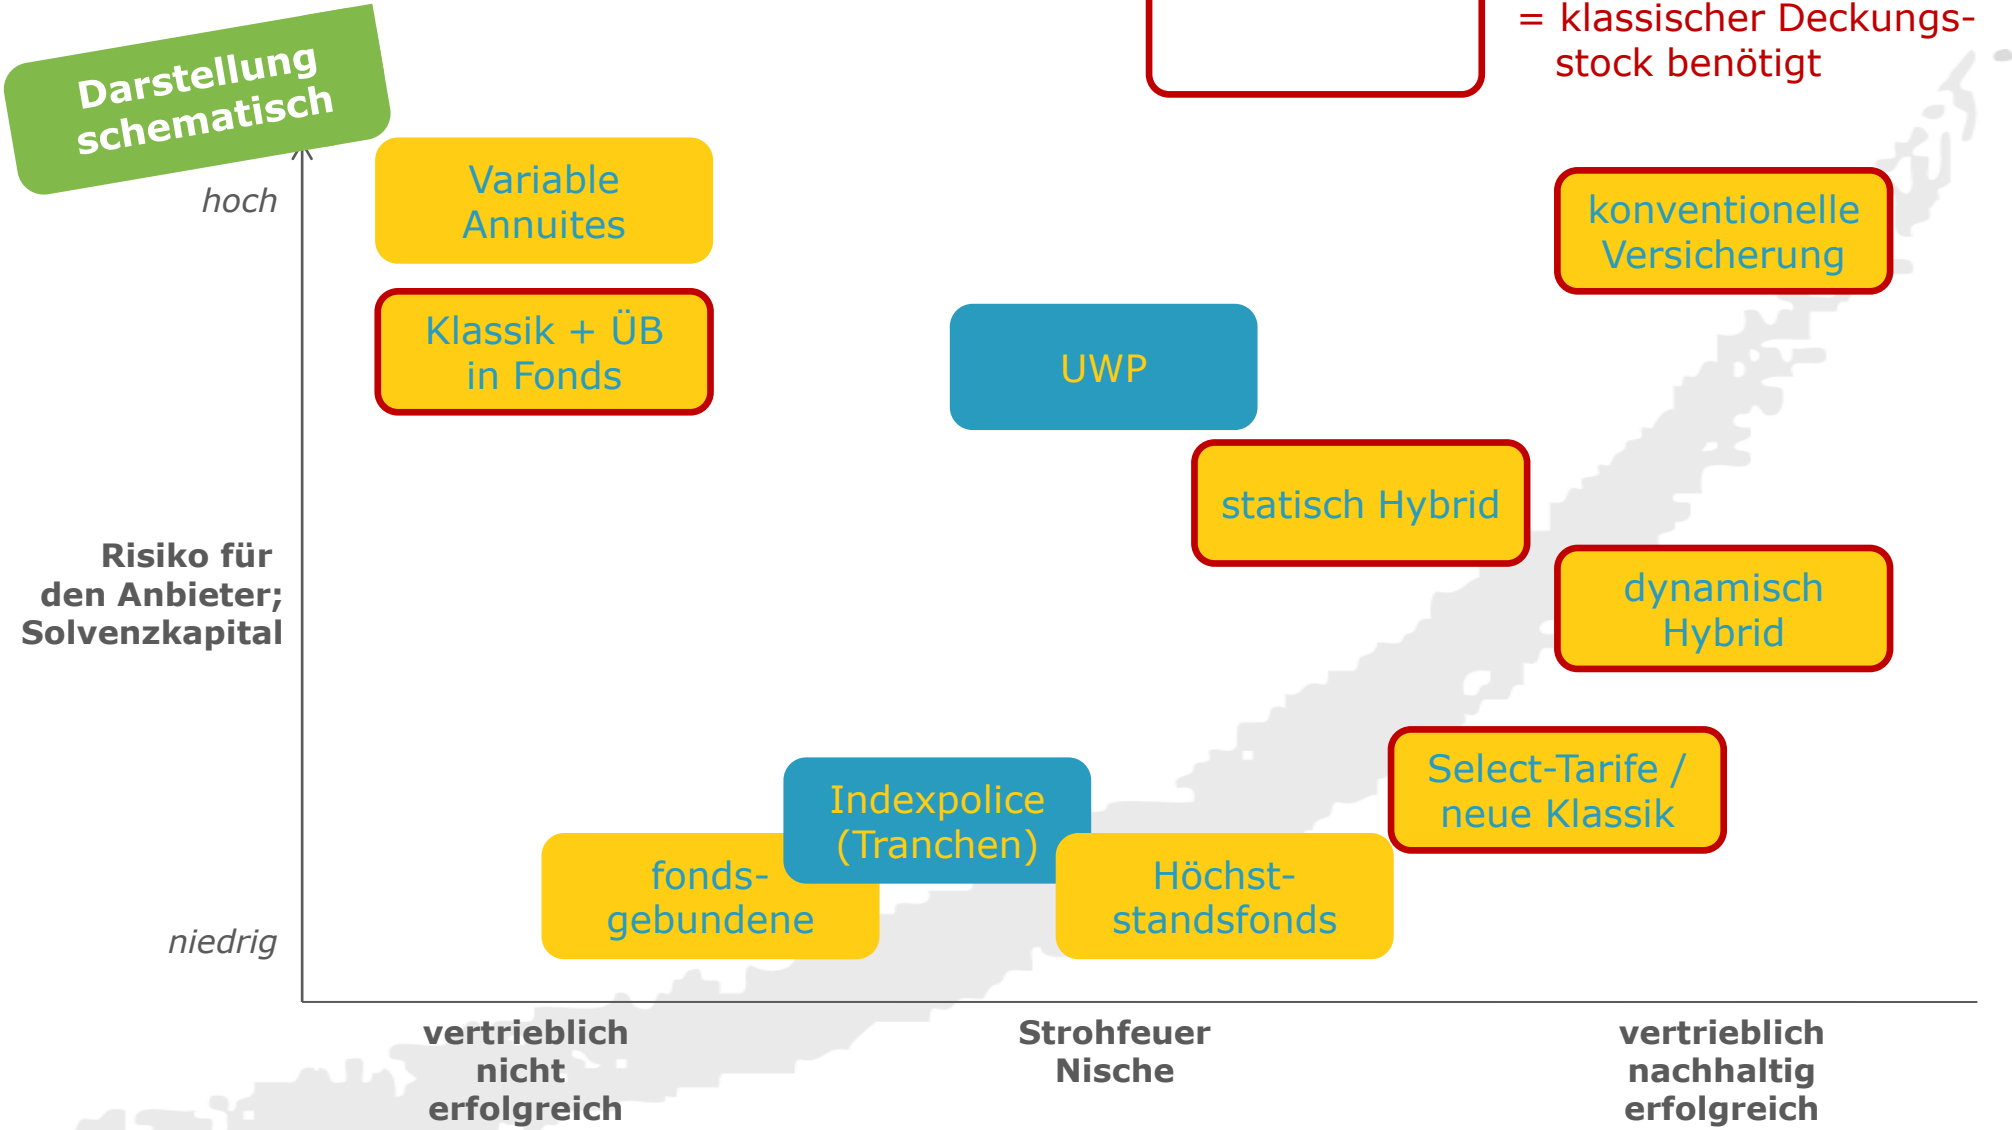 = klassischer Deckungs-
stock benötigt
Darstellung
schematisch
hoch
Variable
Annuites
konventionelle
Versicherung
Klassik + ÜB
in Fonds
UWP
statisch Hybrid
Risiko für
den Anbieter;
Solvenzkapital
dynamisch
Hybrid
Select-Tarife /
neue Klassik
Indexpolice
(Tranchen)
fonds-
gebundene
Höchst-
standsfonds
niedrig
vertrieblich
nicht
erfolgreich
Strohfeuer
Nische
vertrieblich
nachhaltig
erfolgreich